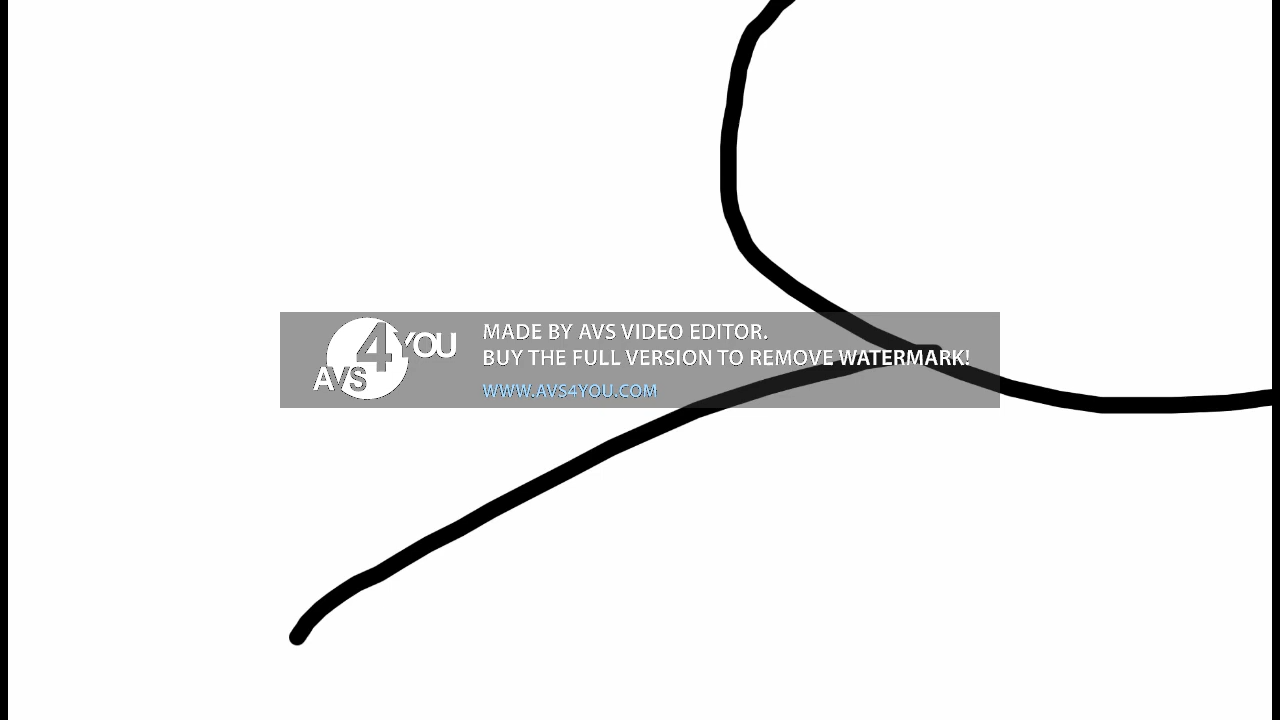 AVS4YOU
MADE BY AVS VIDEO EDITOR.
BUY THE FULL VERSION TO REMOVE WATERMARK!
WWW.AVS4YOU.COM